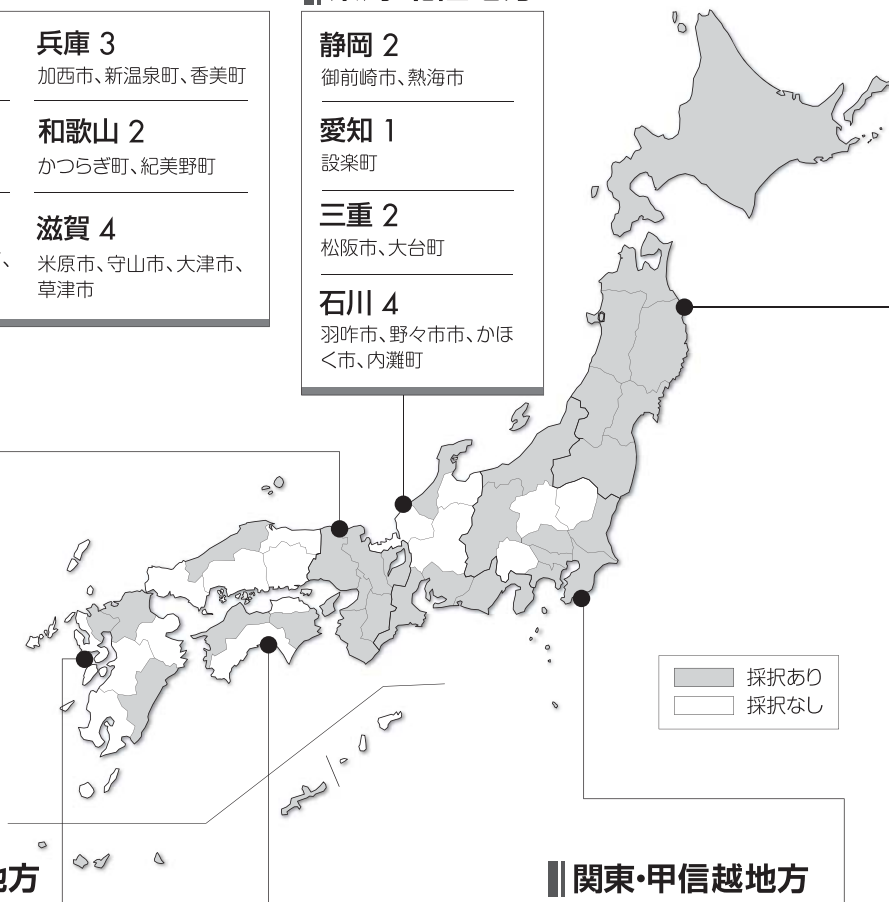 兵庫 3
加西市、新温泉町、香美町
和歌山 2
かつらぎ町、紀美野町
滋賀 4
米原市、守山市、大津市、
草津市
静岡 2
御前崎市、熱海市
愛知 1
設楽町
三重 2
松阪市、大台町
石川 4
羽咋市、野々市市、かほ
く市、内灘町
採択あり
採択なし
地方
関東・甲信越地方